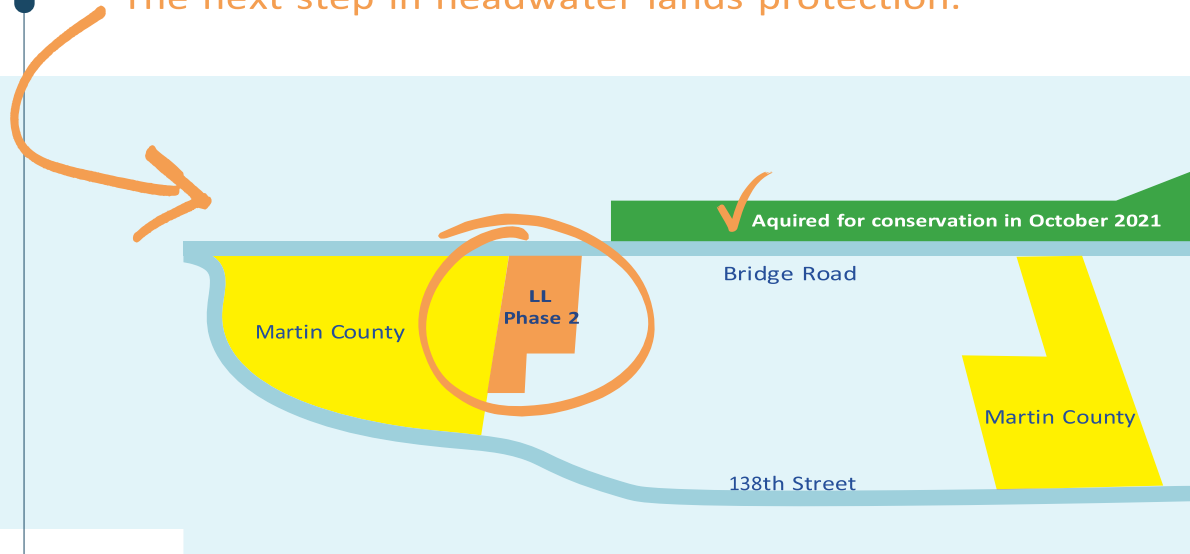 The next step in headwater lands protection.
Aquired for conservation in October 2021
Bridge Road
LL
Phase 2
Martin County
Martin County
138th Street